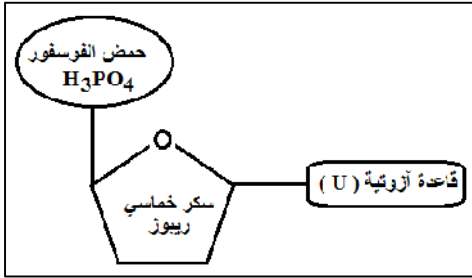 حمض الفوسفور
H3PO4
O
سكر خماسي
ريبوز
قاعدة آزوتية ( U )